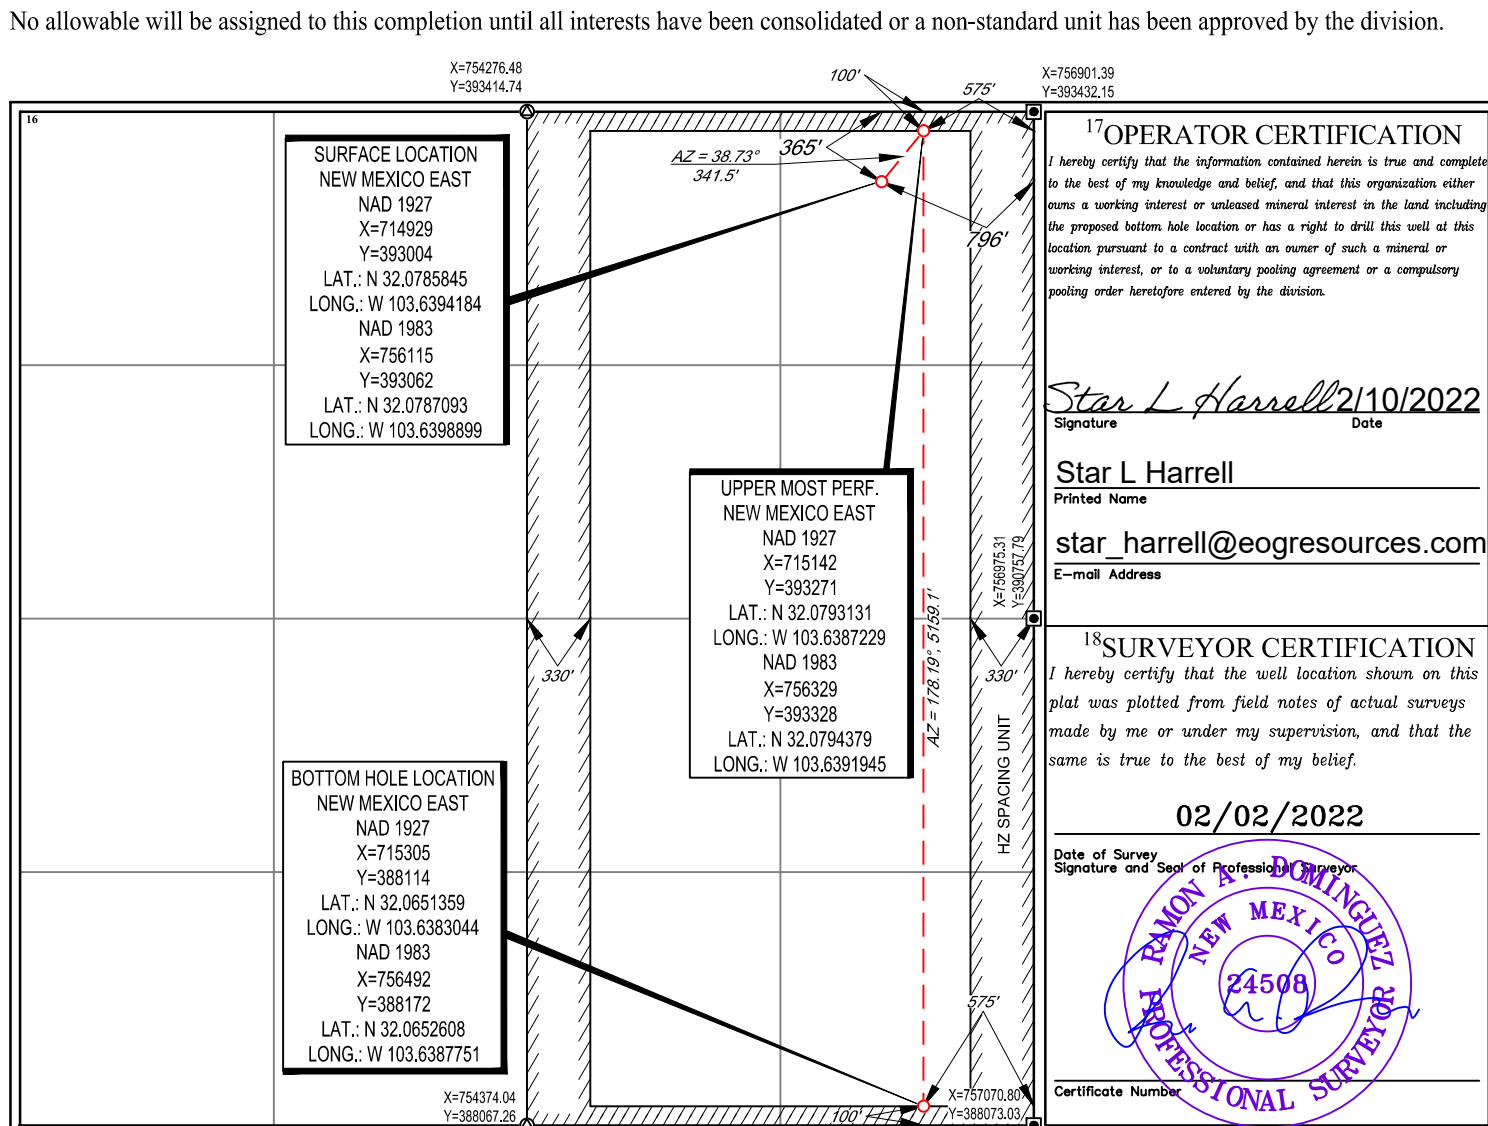 No allowable will be assigned to this completion until all interests have been consolidated or a non-standard unit has been approved by the division.
X=754276.48
Y=393414.74
100'
575'
X=756901.39
Y=393432.15
16
SURFACE LOCATION
NEW MEXICO EAST
NAD 1927
X=714929
Y=393004
LAT.: N 32.0785845
LONG.: W 103.6394184
NAD 1983
X=756115
Y=393062
LAT.: N 32.0787093
LONG.: W 103.6398899
AZ = 38.73°
341.5'
365'
796'
UPPER MOST PERF.
NEW MEXICO EAST
NAD 1927
X=715142
Y=393271
LAT.: N 32.0793131
LONG.: W 103.6387229
NAD 1983
X=756329
Y=393328
LAT.: N 32.0794379
LONG.: W 103.6391945
X=756975.31
Y=390757.79
AZ = 178.19°, 5159.1'
330'
330'
HZ SPACING UNIT
BOTTOM HOLE LOCATION
NEW MEXICO EAST
NAD 1927
X=715305
Y=388114
LAT.: N 32.0651359
LONG.: W 103.6383044
NAD 1983
X=756492
Y=388172
LAT.: N 32.0652608
LONG.: W 103.6387751
575'
X=754374.04
Y=388067.26
100'
X=757070.80
Y=388073.03
17 OPERATOR CERTIFICATION
I hereby certify that the information contained herein is true and complete
to the best of my knowledge and belief, and that this organization either
owns a working interest or unleased mineral interest in the land including
the proposed bottom hole location or has a right to drill this well at this
location pursuant to a contract with an owner of such a mineral or
working interest, or to a voluntary pooling agreement or a compulsory
pooling order heretofore entered by the division.
Star L Harrell 2/10/2022
Signature Date
Star L Harrell
Printed Name
star_harrell@eogresources.com
E-mail Address
18 SURVEYOR CERTIFICATION
I hereby certify that the well location shown on this
plat was plotted from field notes of actual surveys
made by me or under my supervision, and that the
same is true to the best of my belief.
02/02/2022
Date of Survey
Signature and Seal of Professional Surveyor
RAMON A. DOMINGUEZ
NEW MEXICO
24508
PROFESSIONAL SURVEYOR
Certificate Number